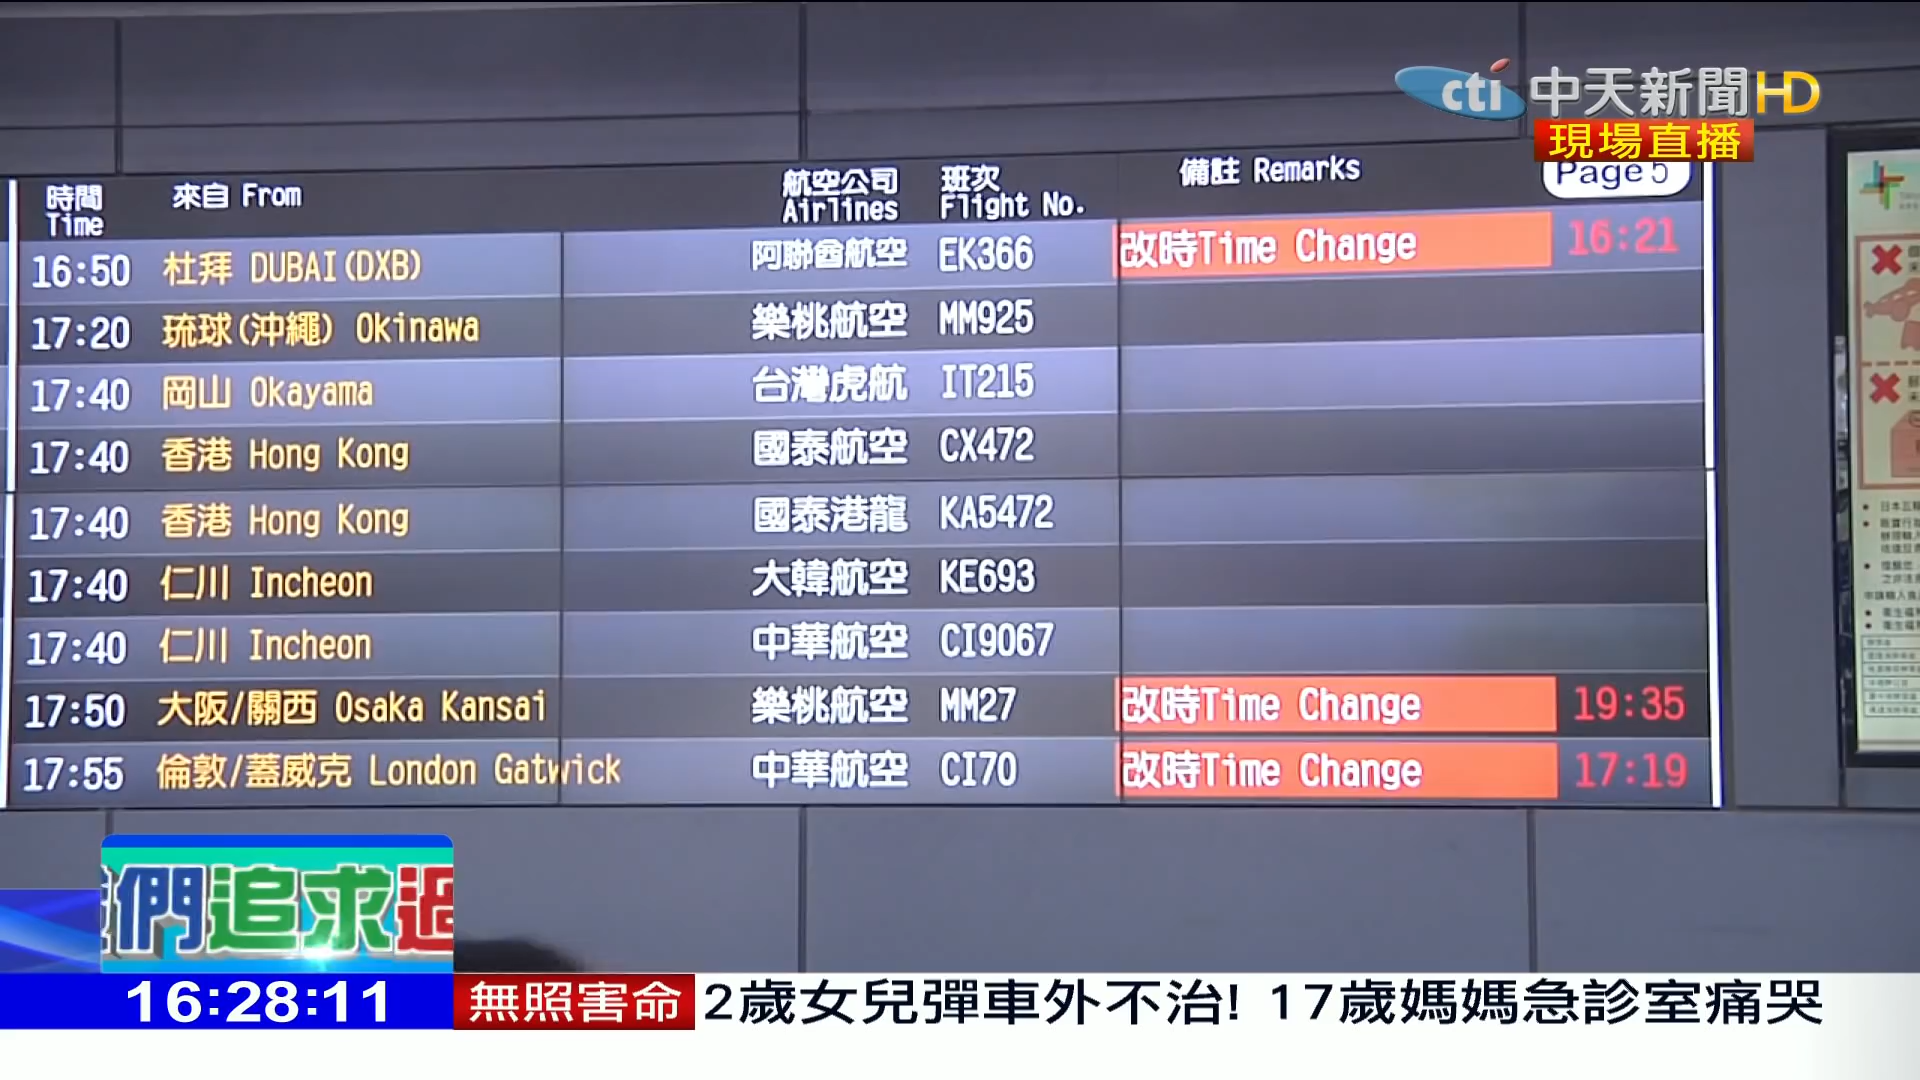 cti 中天新聞HD
現場直播
時間 來自 From 航空公司 班次 備註 Remarks Page 5
Time Airlines Flight No.
16:50 杜拜 DUBAI(DXB) 阿聯酋航空 EK366 改時Time Change 16:21
17:20 琉球(沖繩) Okinawa 樂桃航空 MM925
17:40 岡山 Okayama 台灣虎航 IT215
17:40 香港 Hong Kong 國泰航空 CX472
17:40 香港 Hong Kong 國泰港龍 KA5472
17:40 仁川 Incheon 大韓航空 KE693
17:40 仁川 Incheon 中華航空 CI9067
17:50 大阪/關西 Osaka Kansai 樂桃航空 MM27 改時Time Change 19:35
17:55 倫敦/蓋威克 London Gatwick 中華航空 CI70 改時Time Change 17:19
們追求過
16:28:11 無照害命 2歲女兒彈車外不治! 17歲媽媽急診室痛哭